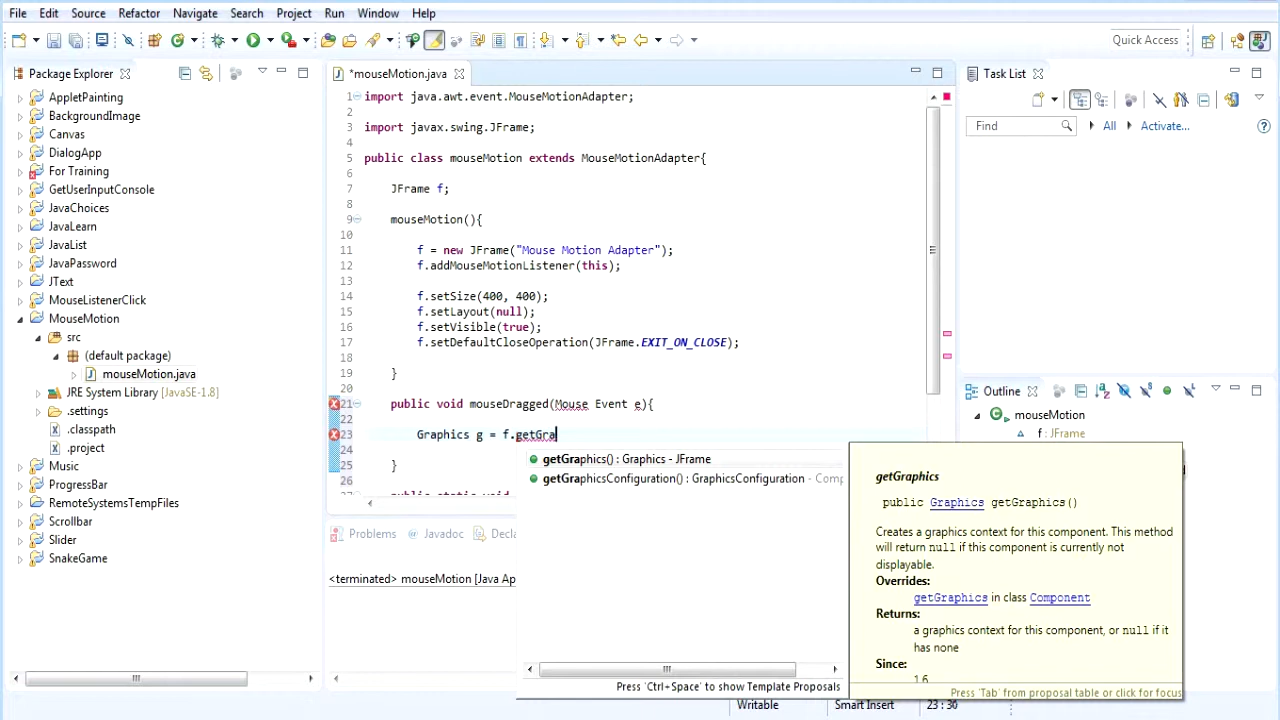 File Edit Source Refactor Navigate Search Project Run Window Help
Quick Access
Package Explorer
AppletPainting
BackgroundImage
Canvas
DialogApp
For Training
GetUserInputConsole
JavaChoices
JavaLearn
JavaList
JavaPassword
JText
MouseListenerClick
MouseMotion
src
(default package)
mouseMotion.java
JRE System Library [JavaSE-1.8]
.settings
.classpath
.project
Music
ProgressBar
RemoteSystemsTempFiles
Scrollbar
Slider
SnakeGame
*mouseMotion.java
1 import java.awt.event.MouseMotionAdapter;
2
3 import javax.swing.JFrame;
4
5 public class mouseMotion extends MouseMotionAdapter{
6
7 JFrame f;
8
9 mouseMotion(){
10
11 f = new JFrame("Mouse Motion Adapter");
12 f.addMouseMotionListener(this);
13
14 f.setSize(400, 400);
15 f.setLayout(null);
16 f.setVisible(true);
17 f.setDefaultCloseOperation(JFrame.EXIT_ON_CLOSE);
18
19 }
20
21 public void mouseDragged(Mouse Event e){
22
23 Graphics g = f.getGra
24
25 }
26
27 public static void
getGraphics() : Graphics - JFrame
getGraphicsConfiguration() : GraphicsConfiguration - Comp
Press 'Ctrl+Space' to show Template Proposals
Problems @ Javadoc Decla
<terminated> mouseMotion [Java Ap
Task List
Find All Activate...
Outline
mouseMotion
f : JFrame
getGraphics
public Graphics getGraphics()
Creates a graphics context for this component. This method
will return null if this component is currently not
displayable.
Overrides:
getGraphics in class Component
Returns:
a graphics context for this component, or null if it
has none
Since:
1.6
Press 'Tab' from proposal table or click for focus
Writable Smart Insert 23 : 30